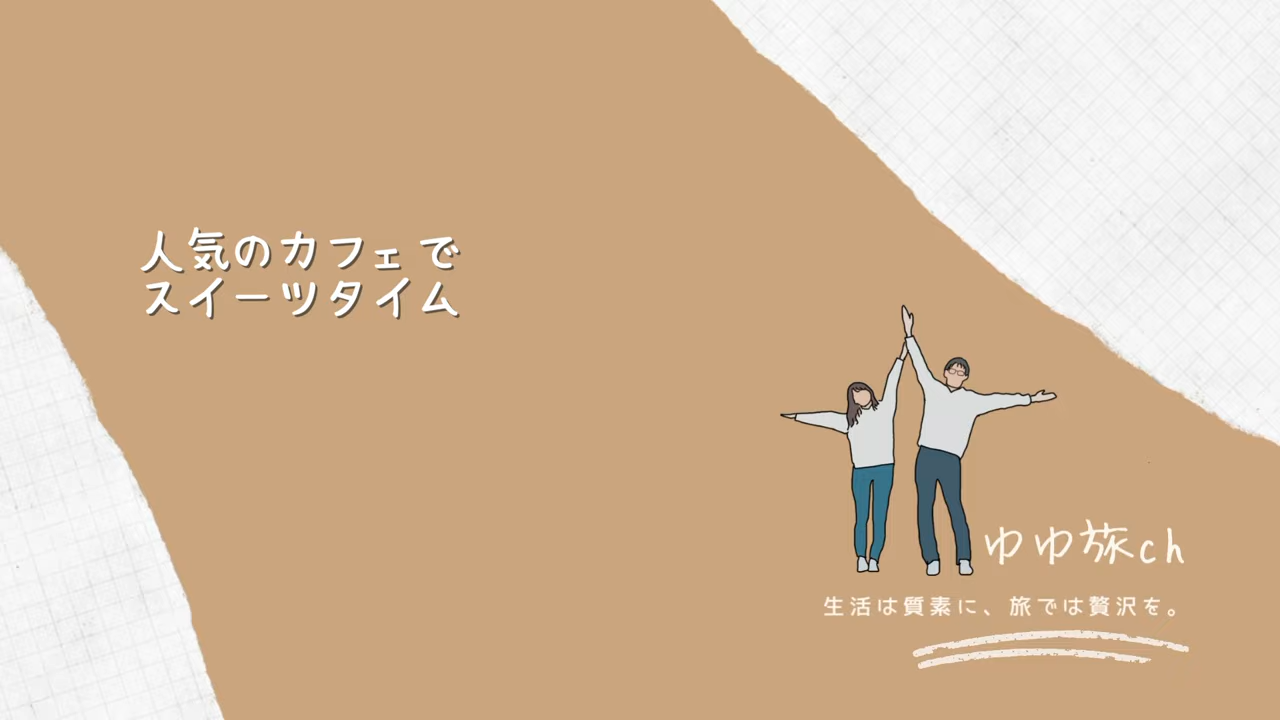 人気のカフェで
スイーツタイム
ゆゆ旅ch
生活は質素に、旅では贅沢を。